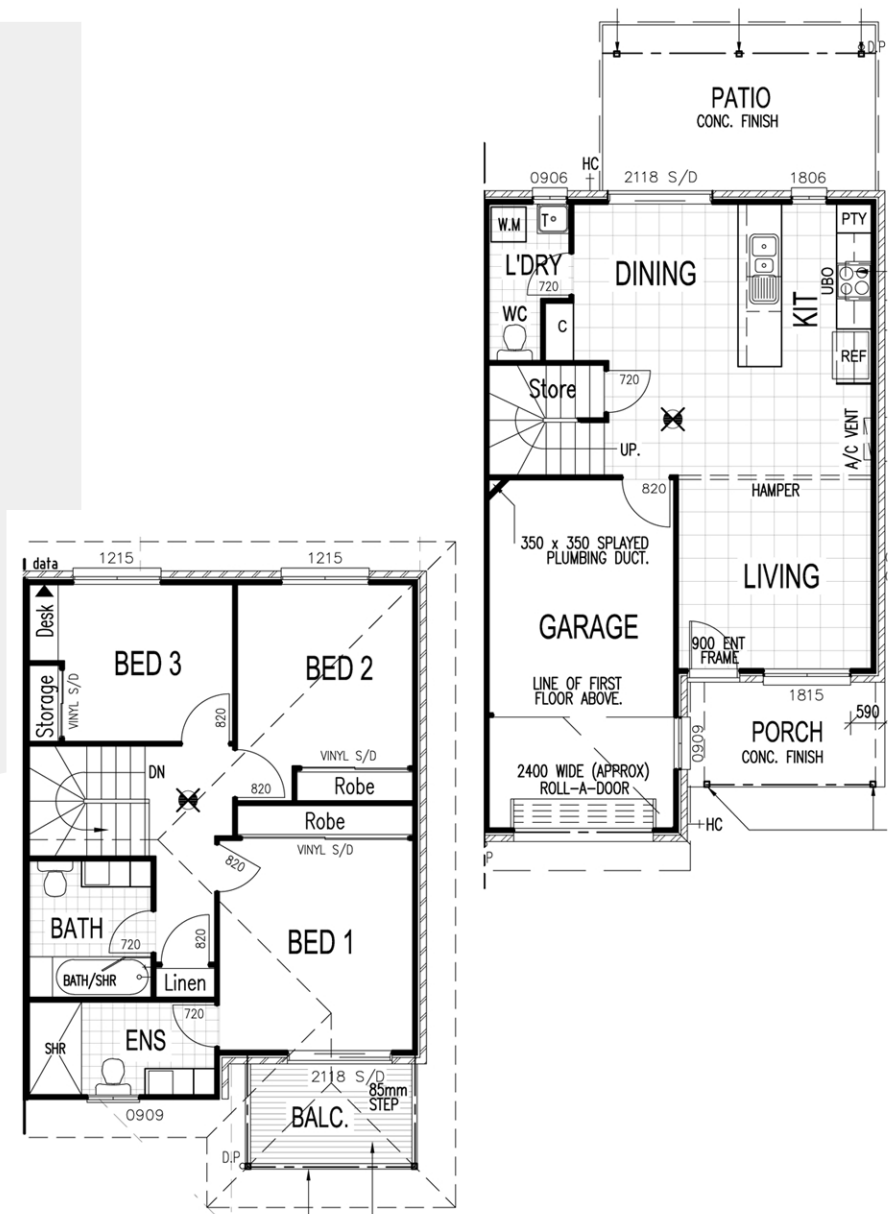 D.P
PATIO
CONC. FINISH
HC
0906
2118 S/D
1806
W.M
T
PTY
L'DRY
720
DINING
UBO
KIT
WC
C
REF
Store
720
UP.
A/C VENT
820
HAMPER
350 x 350 SPLAYED
PLUMBING DUCT.
LIVING
GARAGE
900 ENT
FRAME
LINE OF FIRST
FLOOR ABOVE.
1815
590
0909
PORCH
CONC. FINISH
2400 WIDE (APPROX)
ROLL-A-DOOR
HC
P
data
1215
1215
Desk
BED 3
BED 2
Storage
VINYL S/D
820
DN
VINYL S/D
820
Robe
Robe
VINYL S/D
820
BATH
720
820
BED 1
BATH/SHR
Linen
720
SHR
ENS
2118 S/D
85mm
STEP
0909
BALC.
D.P